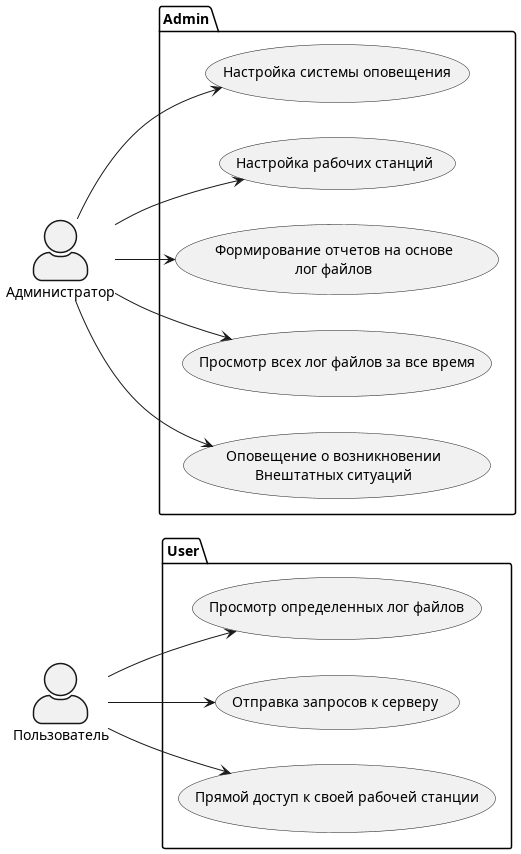 Admin
Настройка системы оповещения
Настройка рабочих станций
Формирование отчетов на основе
лог файлов
Администратор
Просмотр всех лог файлов за все время
Оповещение о возникновении
Внештатных ситуаций
User
Просмотр определенных лог файлов
Отправка запросов к серверу
Пользователь
Прямой доступ к своей рабочей станции